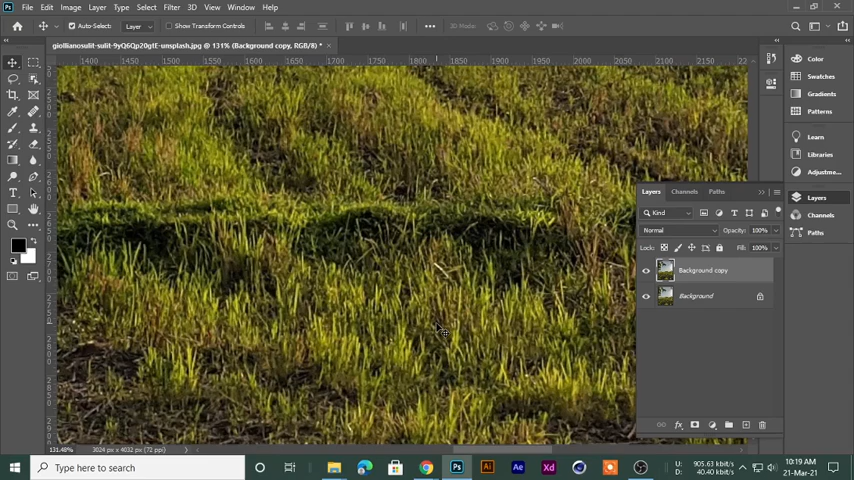 File Edit Image Layer Type Select Filter 3D View Window Help
Auto-Select: Layer Show Transform Controls 3D Mode:
giollianosulit-sulit-9yQ6Qp20gfE-unsplash.jpg @ 131% (Background copy, RGB/8) *
1400 1450 1500 1550 1600 1650 1700 1750 1800 1850 1900 1950 2000 2050 2100 2150
Color
Swatches
Gradients
Patterns
Learn
Libraries
Adjustme...
Layers
Channels
Paths
Layers Channels Paths
Kind
Normal Opacity: 100%
Lock: Fill: 100%
Background copy
Background
131.48% 3024 px x 4032 px (72 ppi)
Type here to search
U: 905.63 kbit/s
D: 40.40 kbit/s
10:19 AM
21-Mar-21